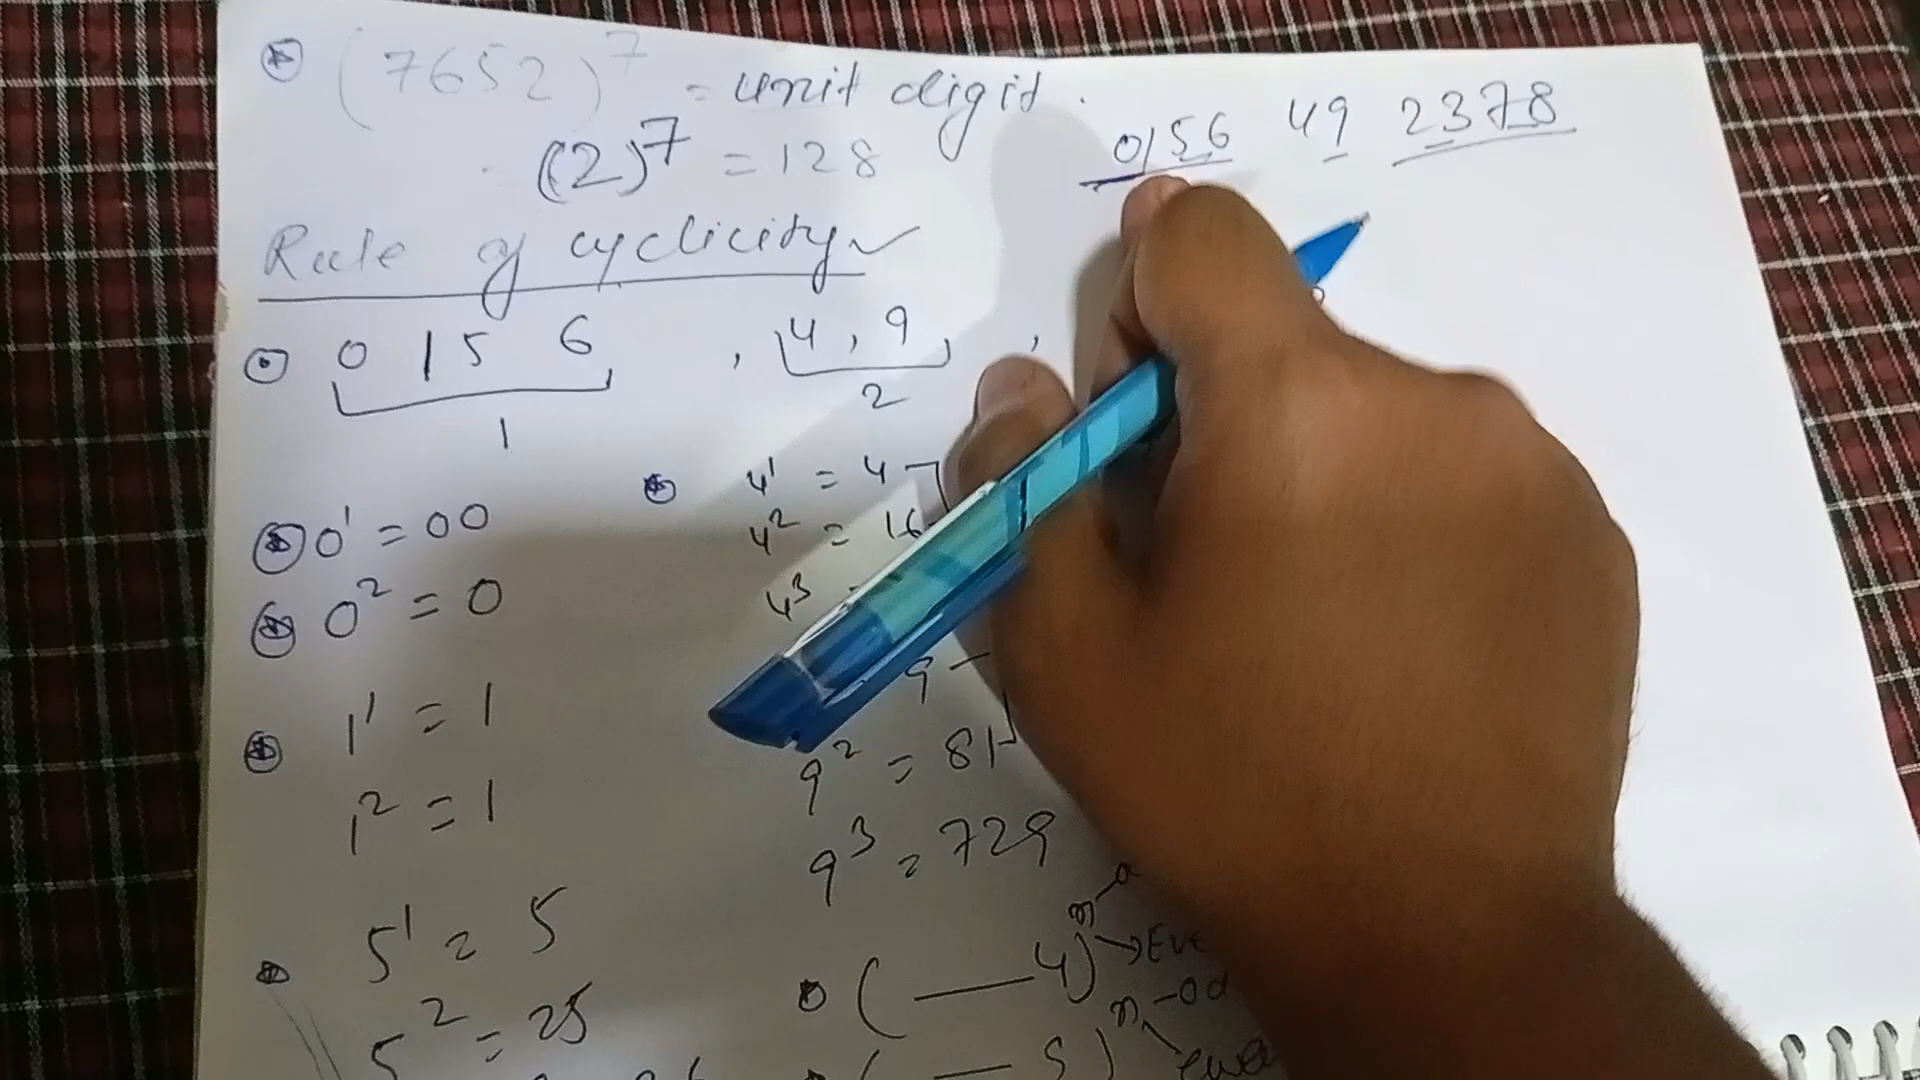 (7652)^7 = unit digit.
(2)^7 = 128
0156 49 2378
Rule of cyclicity
0 1 5 6 , 4, 9 ,
1 2
0^1 = 00
0^2 = 0
1^1 = 1
1^2 = 1
5^1 = 5
5^2 = 25
4^1 = 4
4^2 = 16
4^3
9
9^2 = 81
9^3 = 729
( — 4)^n
n - Od